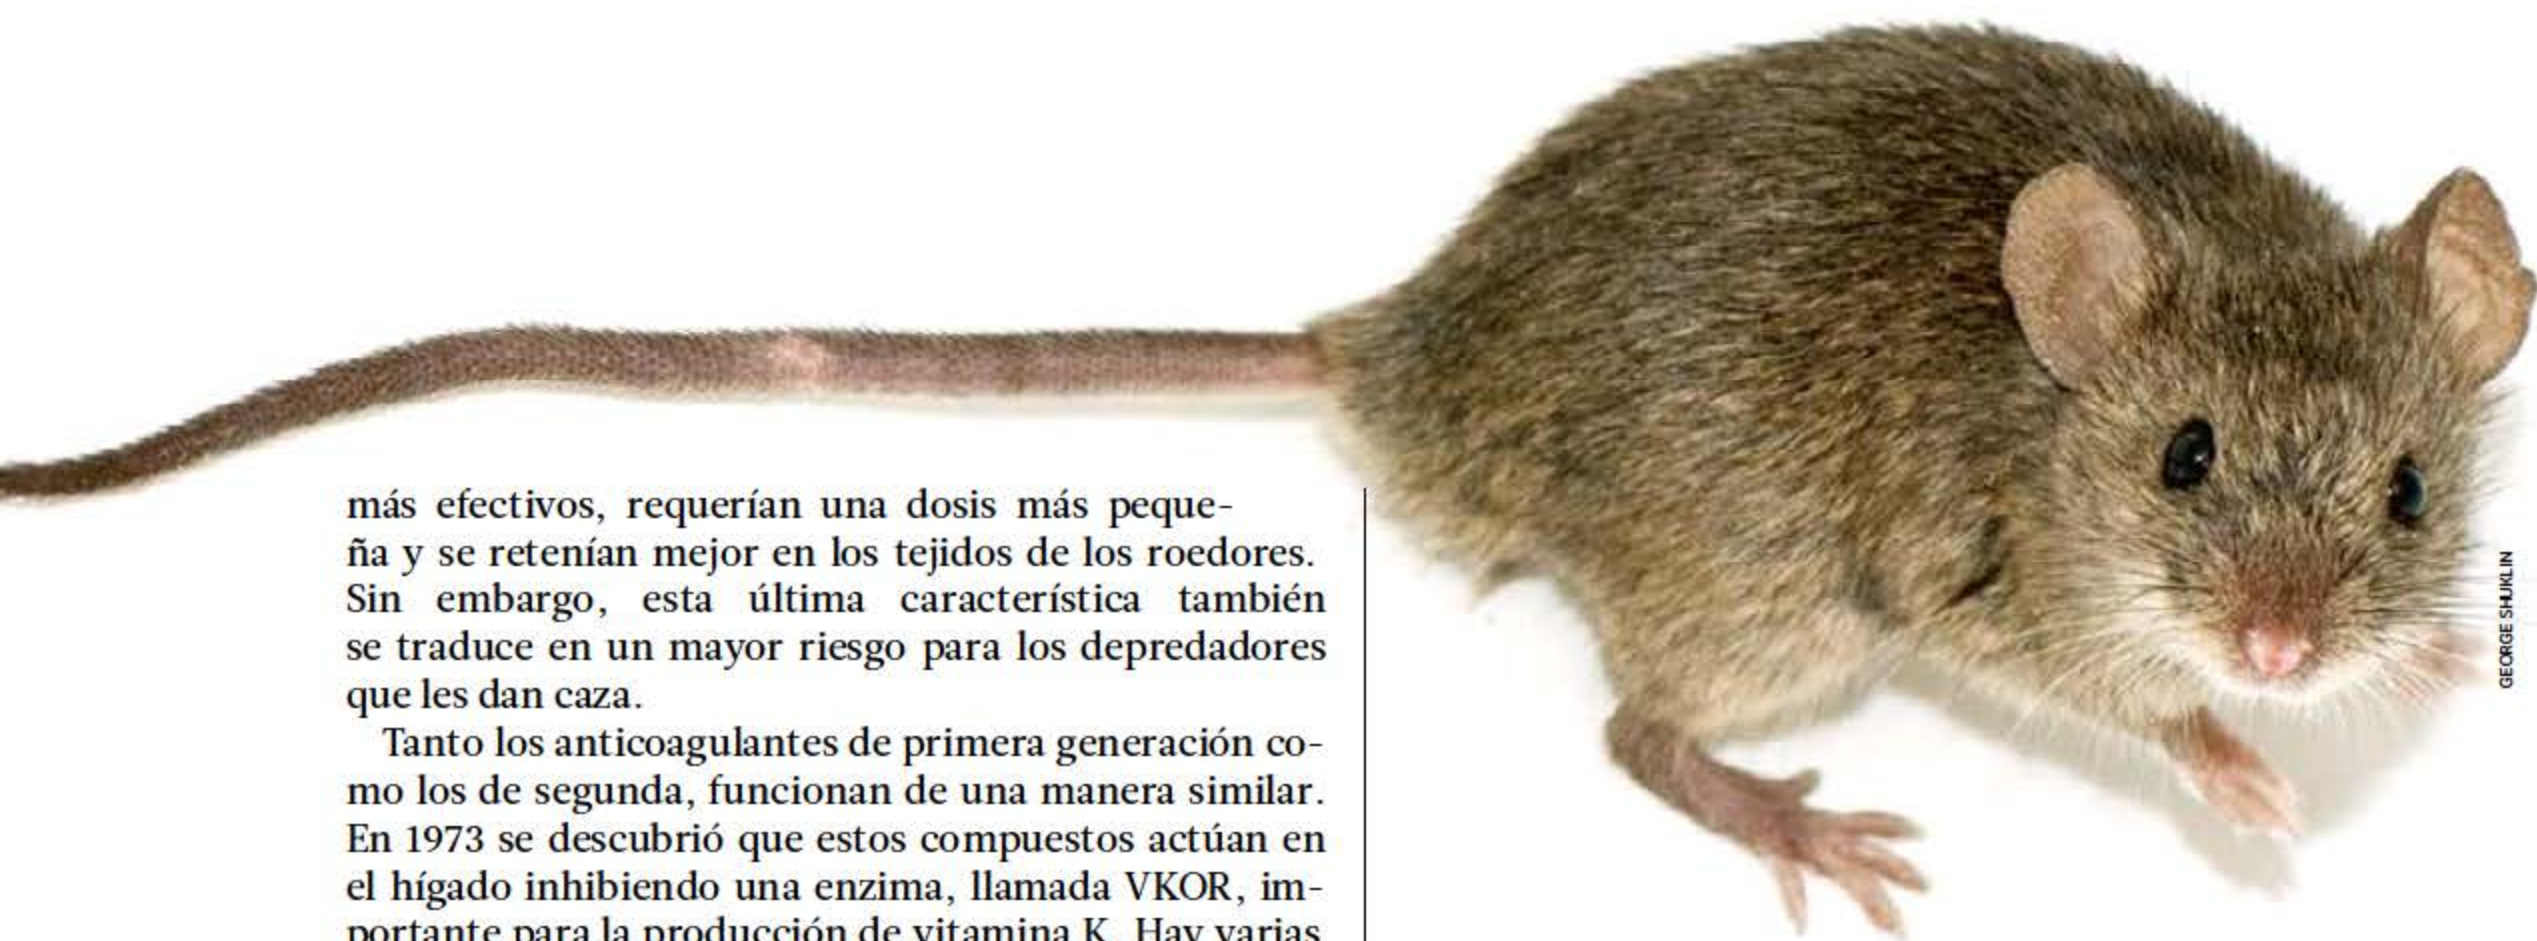 más efectivos, requerían una dosis más peque-
ña y se retenían mejor en los tejidos de los roedores.
Sin embargo, esta última característica también
se traduce en un mayor riesgo para los depredadores
que les dan caza.
Tanto los anticoagulantes de primera generación co-
mo los de segunda, funcionan de una manera similar.
En 1973 se descubrió que estos compuestos actúan en
el hígado inhibiendo una enzima, llamada VKOR, im-
portante para la producción de vitamina K. Hay varias
GEORGE SHUKLIN